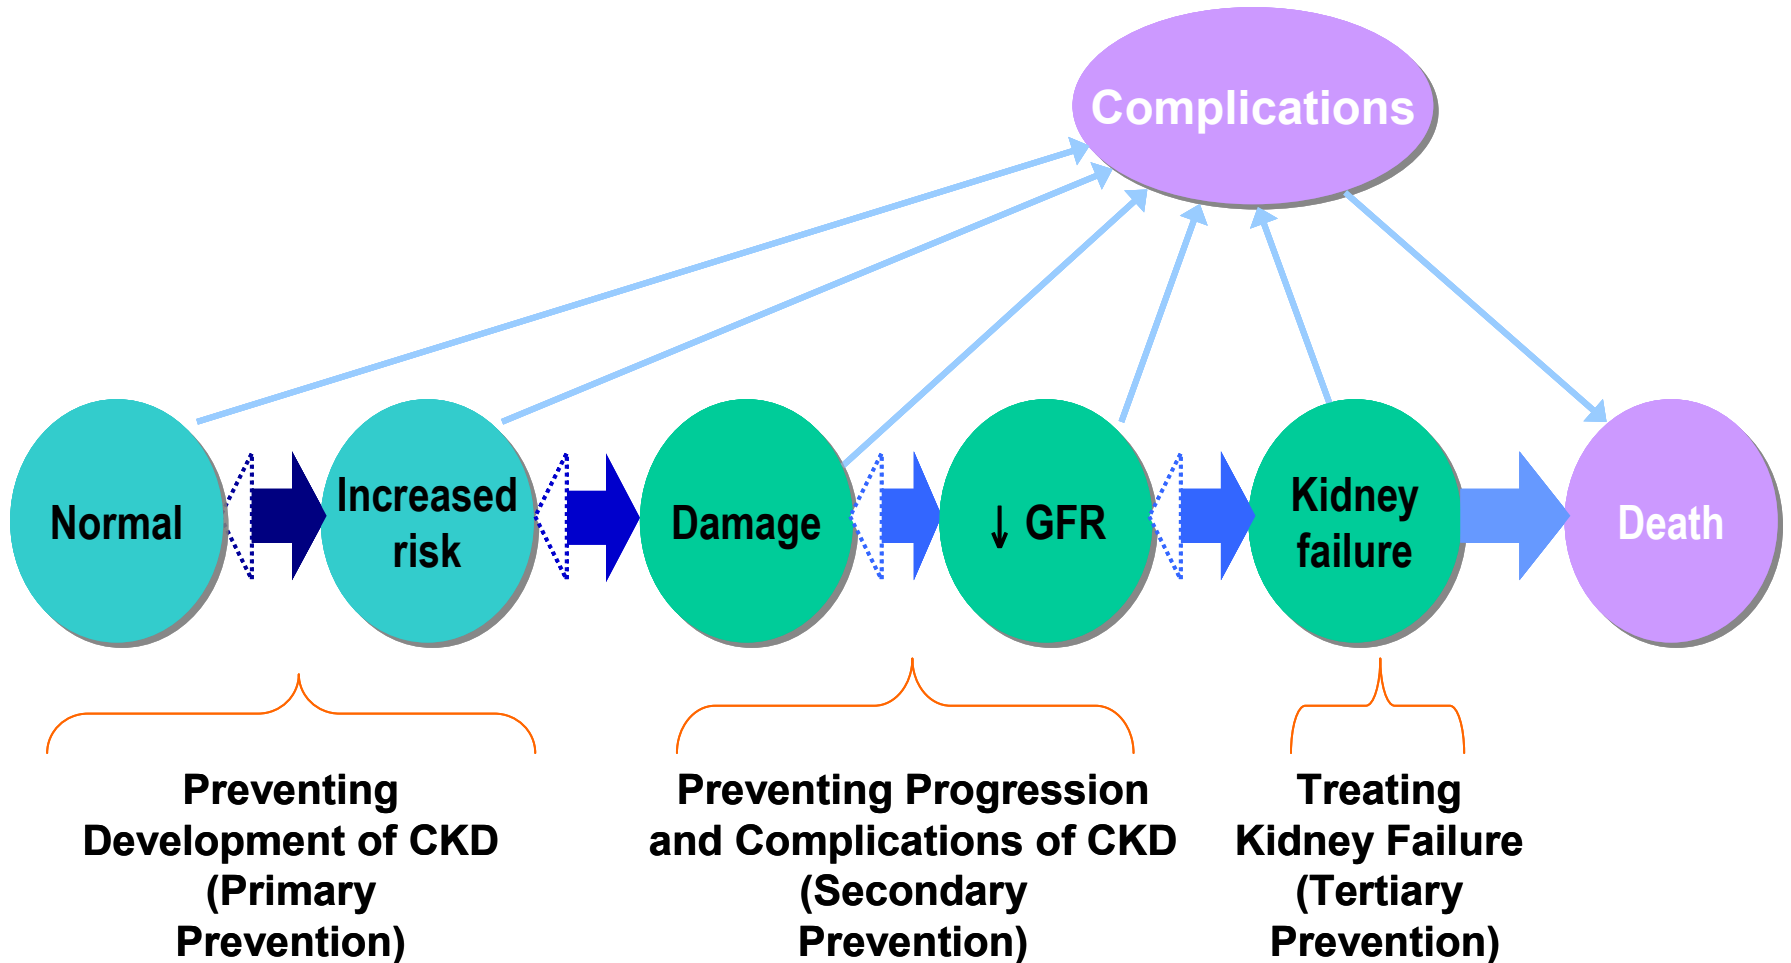 Complications
Normal
Increased
risk
Damage
↓ GFR
Kidney
failure
Death
Preventing
Development of CKD
(Primary
Prevention)
Preventing Progression
and Complications of CKD
(Secondary
Prevention)
Treating
Kidney Failure
(Tertiary
Prevention)